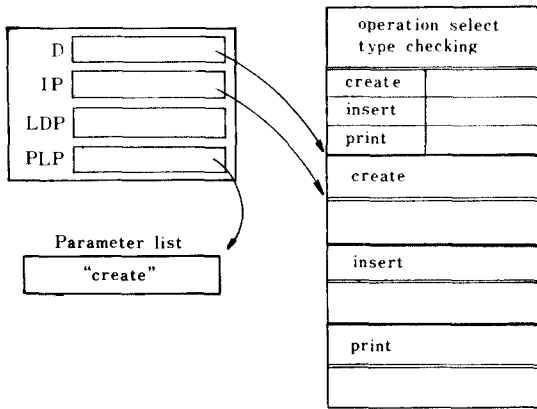 D
IP
LDP
PLP
Parameter list
“create”
operation select
type checking
create
insert
print
create
insert
print